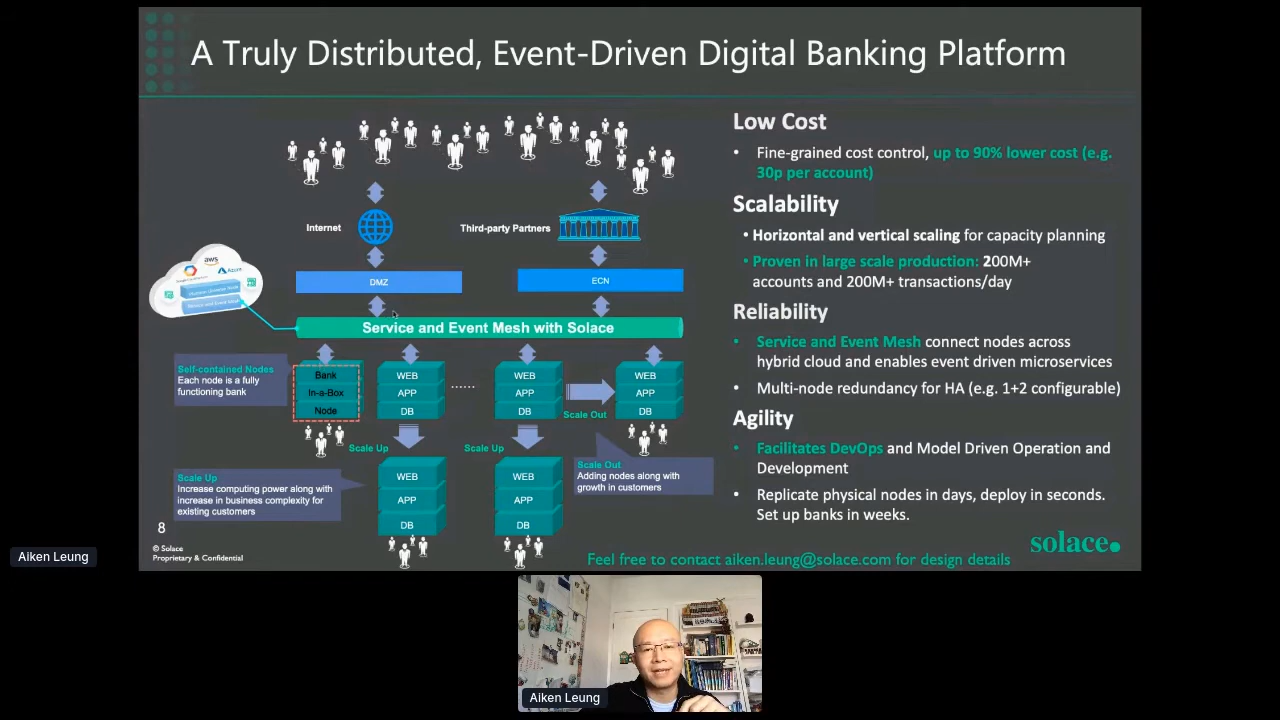 A Truly Distributed, Event-Driven Digital Banking Platform
Internet
Third-party Partners
aws
Azure
DMZ
ECN
Service and Event Mesh with Solace
Self-contained Nodes
Each node is a fully
functioning bank
Bank
In-a-Box
Node
WEB
APP
DB
......
WEB
APP
DB
Scale Out
WEB
APP
DB
Scale Up
Scale Up
Scale Up
Increase computing power along with
increase in business complexity for
existing customers
WEB
APP
DB
WEB
APP
DB
Scale Out
Adding nodes along with
growth in customers
Low Cost
• Fine-grained cost control, up to 90% lower cost (e.g.
30p per account)
Scalability
• Horizontal and vertical scaling for capacity planning
• Proven in large scale production: 200M+
accounts and 200M+ transactions/day
Reliability
• Service and Event Mesh connect nodes across
hybrid cloud and enables event driven microservices
• Multi-node redundancy for HA (e.g. 1+2 configurable)
Agility
• Facilitates DevOps and Model Driven Operation and
Development
• Replicate physical nodes in days, deploy in seconds.
Set up banks in weeks.
8
© Solace
Proprietary & Confidential
Feel free to contact aiken.leung@solace.com for design details
solace.
Aiken Leung
Aiken Leung